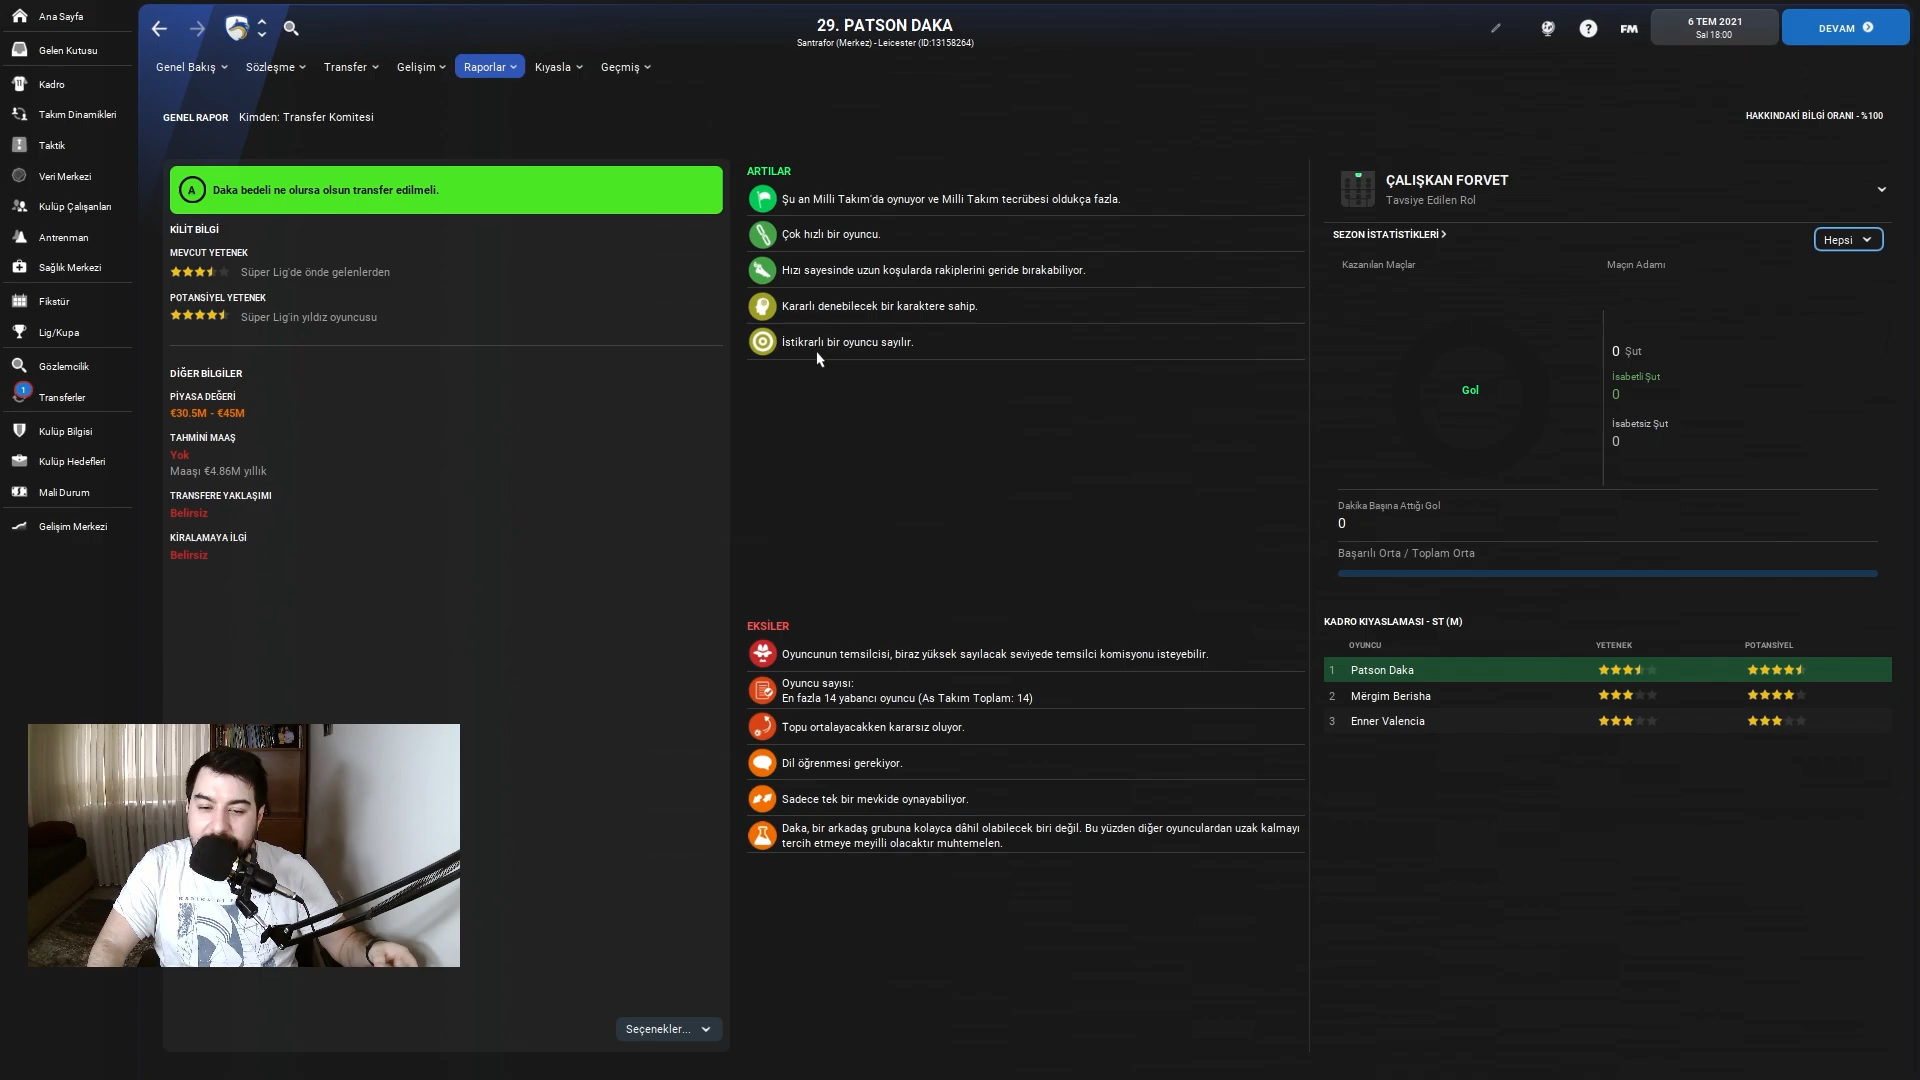 Ana Sayfa
Gelen Kutusu
Kadro
Takım Dinamikleri
Taktik
Veri Merkezi
Kulüp Çalışanları
Antrenman
Sağlık Merkezi
Fikstür
Lig/Kupa
Gözlemcilik
1
Transferler
Kulüp Bilgisi
Kulüp Hedefleri
Mali Durum
Gelişim Merkezi
29. PATSON DAKA
Santrafor (Merkez) - Leicester (ID:13158264)
FM
6 TEM 2021
Sal 18:00
DEVAM
Genel Bakış
Sözleşme
Transfer
Gelişim
Raporlar
Kıyasla
Geçmiş
GENEL RAPOR Kimden: Transfer Komitesi
HAKKINDAKİ BİLGİ ORANI - %100
A Daka bedeli ne olursa olsun transfer edilmeli.
KİLİT BİLGİ
MEVCUT YETENEK
Süper Lig'de önde gelenlerden
POTANSİYEL YETENEK
Süper Lig'in yıldız oyuncusu
DİĞER BİLGİLER
PİYASA DEĞERİ
€30.5M - €45M
TAHMİNİ MAAŞ
Yok
Maaşı €4.86M yıllık
TRANSFERE YAKLAŞIMI
Belirsiz
KİRALAMAYA İLGİ
Belirsiz
Seçenekler...
ARTILAR
Şu an Milli Takım'da oynuyor ve Milli Takım tecrübesi oldukça fazla.
Çok hızlı bir oyuncu.
Hızı sayesinde uzun koşularda rakiplerini geride bırakabiliyor.
Kararlı denebilecek bir karaktere sahip.
İstikrarlı bir oyuncu sayılır.
EKSİLER
Oyuncunun temsilcisi, biraz yüksek sayılacak seviyede temsilci komisyonu isteyebilir.
Oyuncu sayısı:
En fazla 14 yabancı oyuncu (As Takım Toplam: 14)
Topu ortalayacakken kararsız oluyor.
Dil öğrenmesi gerekiyor.
Sadece tek bir mevkide oynayabiliyor.
Daka, bir arkadaş grubuna kolayca dâhil olabilecek biri değil. Bu yüzden diğer oyunculardan uzak kalmayı
tercih etmeye meyilli olacaktır muhtemelen.
ÇALIŞKAN FORVET
Tavsiye Edilen Rol
SEZON İSTATİSTİKLERİ
Hepsi
Kazanılan Maçlar
Maçın Adamı
Gol
0 Şut
İsabetli Şut
0
İsabetsiz Şut
0
Dakika Başına Attığı Gol
0
Başarılı Orta / Toplam Orta
KADRO KIYASLAMASI - ST (M)
OYUNCU YETENEK POTANSİYEL
1 Patson Daka
2 Mërgim Berisha
3 Enner Valencia